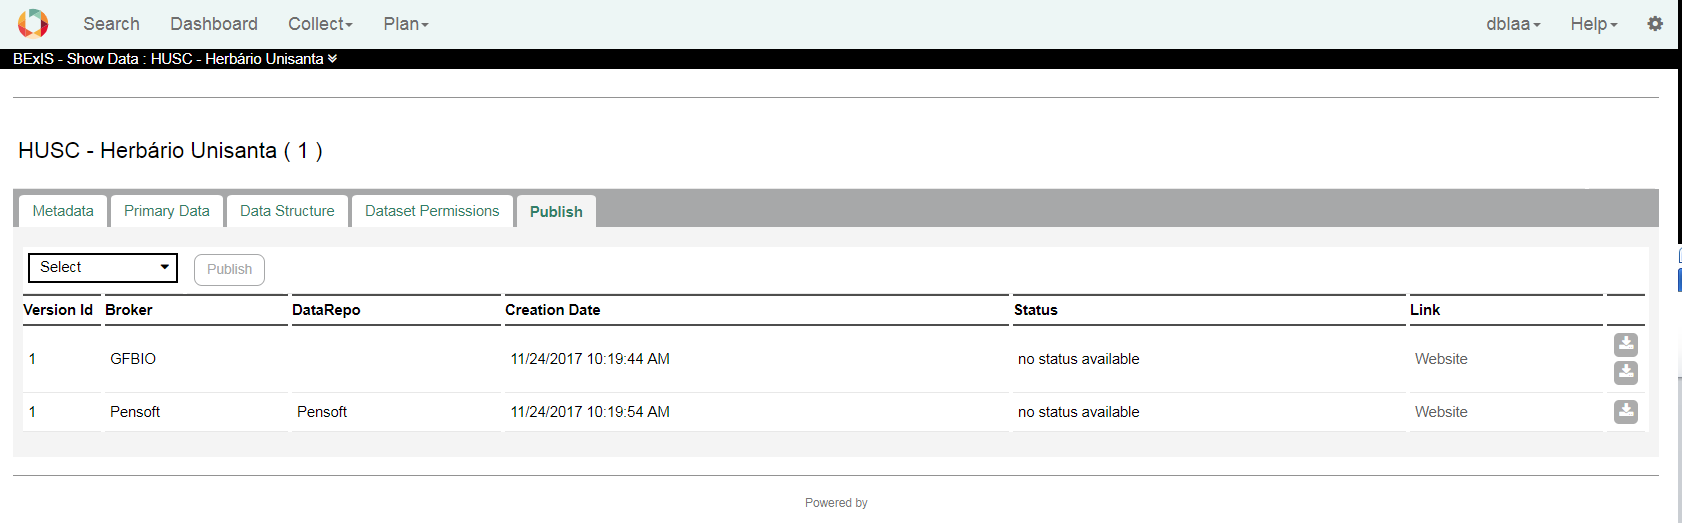 Search Dashboard Collect Plan dblaa Help
BExIS - Show Data : HUSC - Herbário Unisanta
HUSC - Herbário Unisanta ( 1 )
Metadata Primary Data Data Structure Dataset Permissions Publish
Select Publish
Version Id Broker DataRepo Creation Date Status Link
1 GFBIO 11/24/2017 10:19:44 AM no status available Website
1 Pensoft Pensoft 11/24/2017 10:19:54 AM no status available Website
Powered by